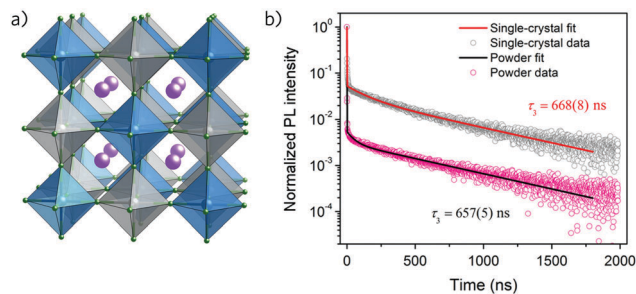 a)
b)
Normalized PL intensity
10⁰
10⁻¹
10⁻²
10⁻³
10⁻⁴
Single-crystal fit
Single-crystal data
Powder fit
Powder data
τ₃ = 668(8) ns
τ₃ = 657(5) ns
0 500 1000 1500 2000
Time (ns)